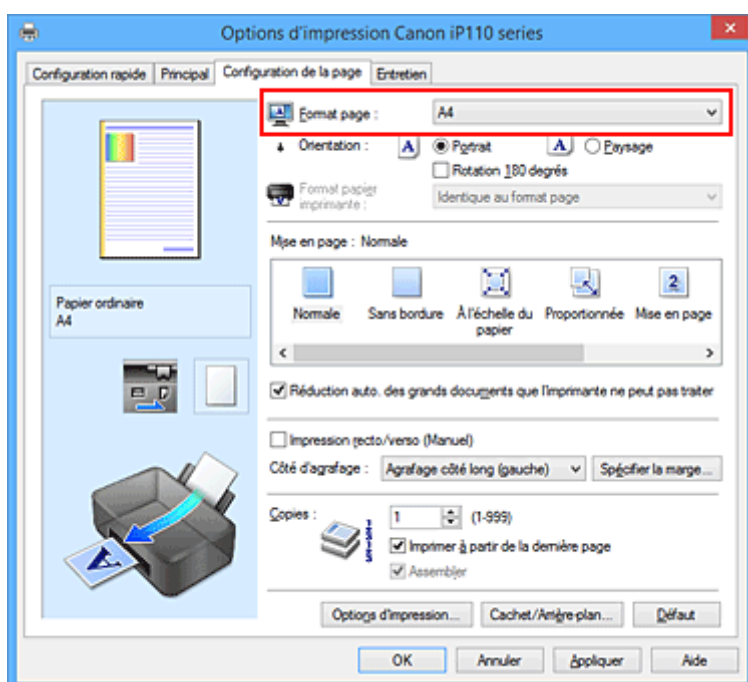 Options d'impression Canon iP110 series
Configuration rapide Principal Configuration de la page Entretien
Format page : A4
Orientation : A Portrait A Paysage
Rotation 180 degrés
Format papier
imprimante : Identique au format page
Mise en page : Normale
2
Normale Sans bordure À l'échelle du Proportionnée Mise en page
papier
Papier ordinaire
A4
Réduction auto. des grands documents que l'imprimante ne peut pas traiter
Impression recto/verso (Manuel)
Côté d'agrafage : Agrafage côté long (gauche) Spécifier la marge...
Copies : 1 (1-999)
Imprimer à partir de la dernière page
Assembler
A
Options d'impression... Cachet/Arrière-plan... Défaut
OK Annuler Appliquer Aide